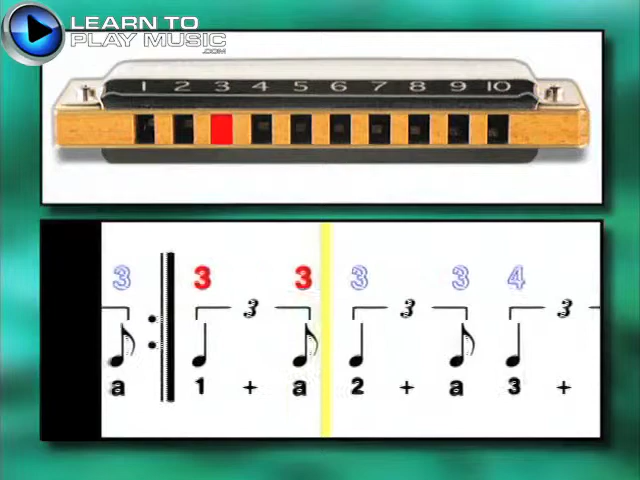 LEARN TO
PLAY MUSIC
.COM
1 2 3 4 5 6 7 8 9 10
3 3 3 3 3 4
3 3 3
a 1 + a 2 + a 3 +